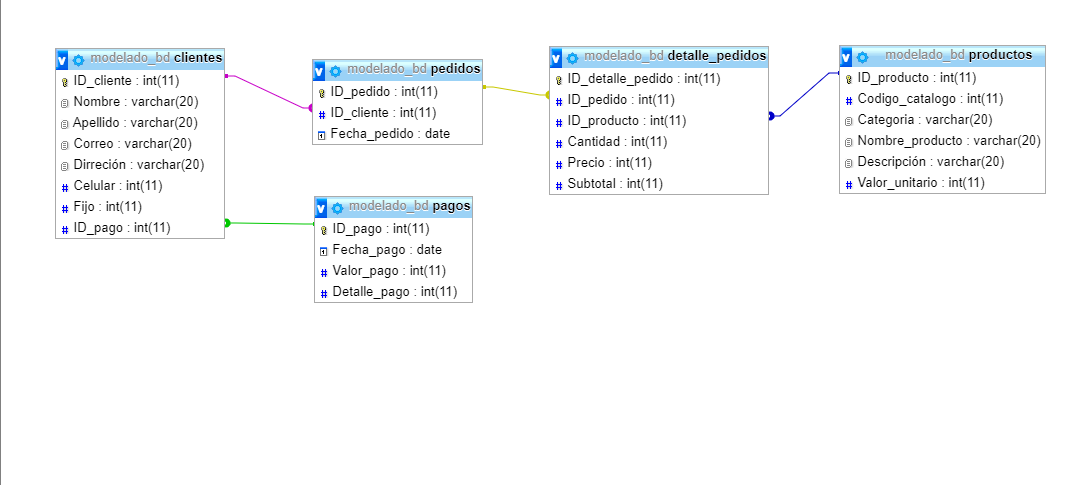 modelado_bd clientes
ID_cliente : int(11)
Nombre : varchar(20)
Apellido : varchar(20)
Correo : varchar(20)
Dirreción : varchar(20)
Celular : int(11)
Fijo : int(11)
ID_pago : int(11)
modelado_bd pedidos
ID_pedido : int(11)
ID_cliente : int(11)
Fecha_pedido : date
modelado_bd pagos
ID_pago : int(11)
Fecha_pago : date
Valor_pago : int(11)
Detalle_pago : int(11)
modelado_bd detalle_pedidos
ID_detalle_pedido : int(11)
ID_pedido : int(11)
ID_producto : int(11)
Cantidad : int(11)
Precio : int(11)
Subtotal : int(11)
modelado_bd productos
ID_producto : int(11)
Codigo_catalogo : int(11)
Categoria : varchar(20)
Nombre_producto : varchar(20)
Descripción : varchar(20)
Valor_unitario : int(11)